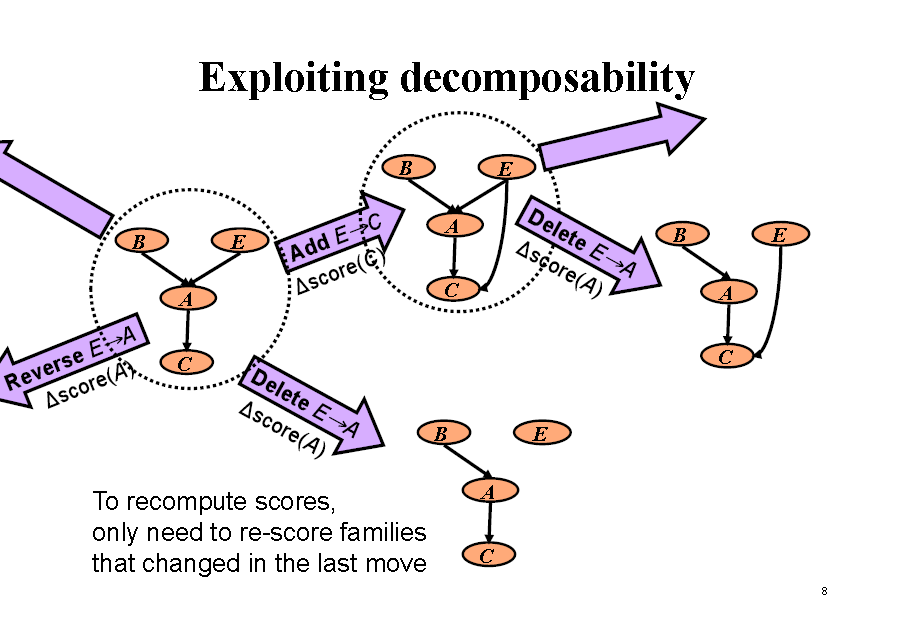 Exploiting decomposability
B
E
A
C
Add E→C
Δscore(C)
B
E
A
C
Delete E→A
Δscore(A)
B
E
A
C
Reverse E→A
Δscore(A)
Delete E→A
Δscore(A)
B
E
A
C
To recompute scores,
only need to re-score families
that changed in the last move
8